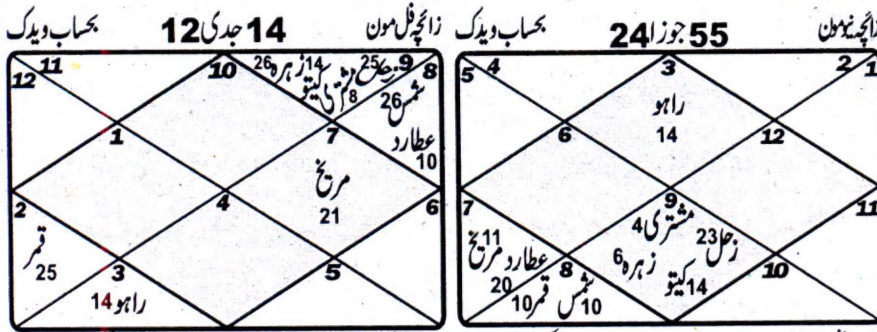 زائچہ نیومون 55 جوزا 24 بحساب ویدک
5 4 3 2 1
راہو
14
6 12
9
7 مشتری 4 زحل 23 11
عطارد 20 مریخ 11 زہرہ 6
8 10
شمس 10 قمر 10 کیتو 14
زائچہ فل مون 14 جدی 12 بحساب ویدک
12 11 10 زہرہ 26 کیتو 14 مشتری 8 زحل 25 9 8
شمس 26
1 7
عطارد 10
مریخ 21
2 4 6
قمر 25
3 5
راہو 14